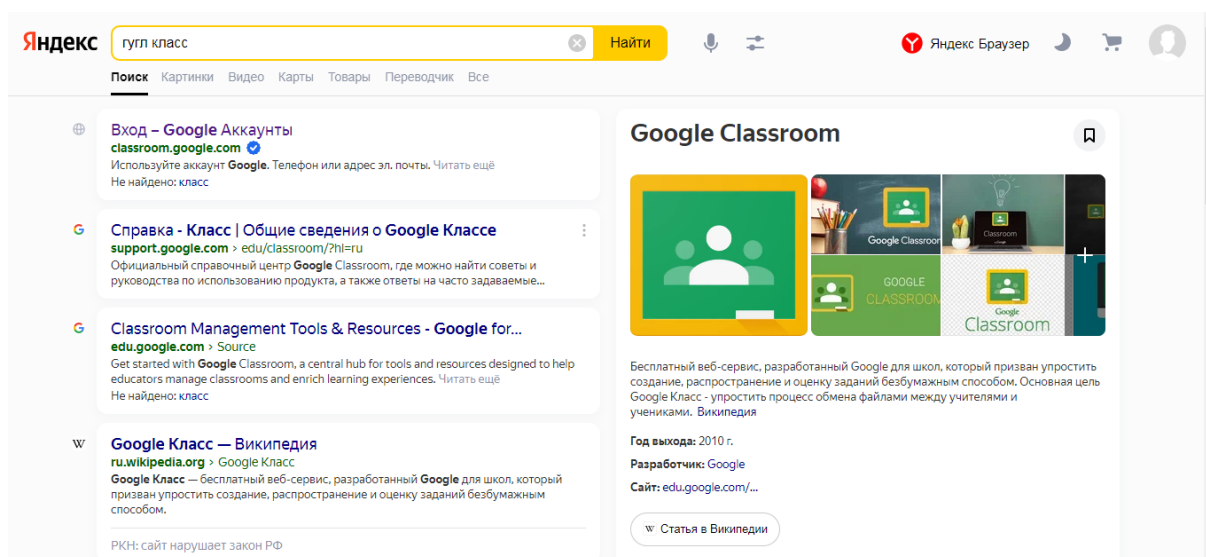 Яндекс
гугл класс
Найти
Яндекс Браузер
Поиск Картинки Видео Карты Товары Переводчик Все
Вход – Google Аккаунты
classroom.google.com
Используйте аккаунт Google. Телефон или адрес эл. почты. Читать ещё
Не найдено: класс
Справка - Класс | Общие сведения о Google Классе
support.google.com › edu/classroom/?hl=ru
Официальный справочный центр Google Classroom, где можно найти советы и
руководства по использованию продукта, а также ответы на часто задаваемые...
Classroom Management Tools & Resources - Google for...
edu.google.com › Source
Get started with Google Classroom, a central hub for tools and resources designed to help
educators manage classrooms and enrich learning experiences. Читать ещё
Не найдено: класс
Google Класс — Википедия
ru.wikipedia.org › Google Класс
Google Класс — бесплатный веб-сервис, разработанный Google для школ, который
призван упростить создание, распространение и оценку заданий безбумажным
способом.
РКН: сайт нарушает закон РФ
Google Classroom
Google Classroom
Classroom
GOOGLE
CLASSROOM
Google
Classroom
Бесплатный веб-сервис, разработанный Google для школ, который призван упростить
создание, распространение и оценку заданий безбумажным способом. Основная цель
Google Класс - упростить процесс обмена файлами между учителями и
учениками. Википедия
Год выхода: 2010 г.
Разработчик: Google
Сайт: edu.google.com/...
W Статья в Википедии